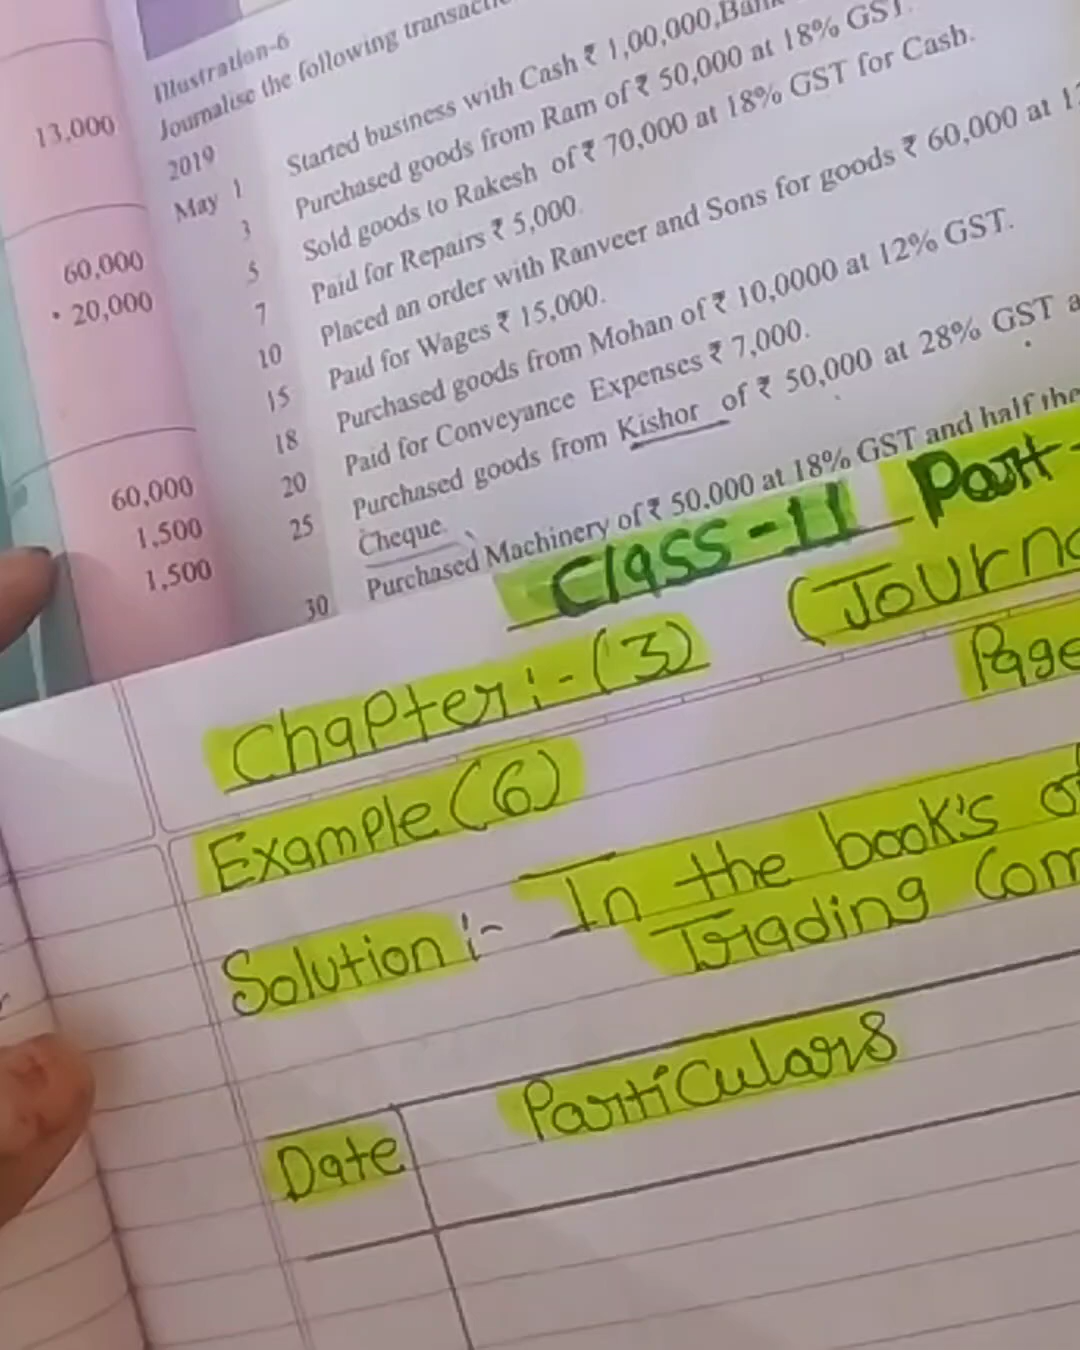 13,000
60,000
• 20,000
60,000
1,500
1,500
Illustration-6
Journalise the following
2019
May 1 Started business with Cash ₹ 1,00,000,
3 Purchased goods from Ram of ₹ 50,000 at 18% GST.
5 Sold goods to Rakesh of ₹ 70,000 at 18% GST for Cash.
7 Paid for Repairs ₹ 5,000.
10 Placed an order with Ranveer and Sons for goods ₹ 60,000 at
15 Paid for Wages ₹ 15,000.
18 Purchased goods from Mohan of ₹ 10,0000 at 12% GST.
20 Paid for Conveyance Expenses ₹ 7,000.
25 Purchased goods from Kishor of ₹ 50,000 at 28% GST
Cheque.
30 Purchased Machinery of ₹ 50,000 at 18% GST and half the
Class-11 Part-
Chapter:-(3) (Journa
Page
Example (6)
Solution:- In the book's of
Trading Com
Date Particulars